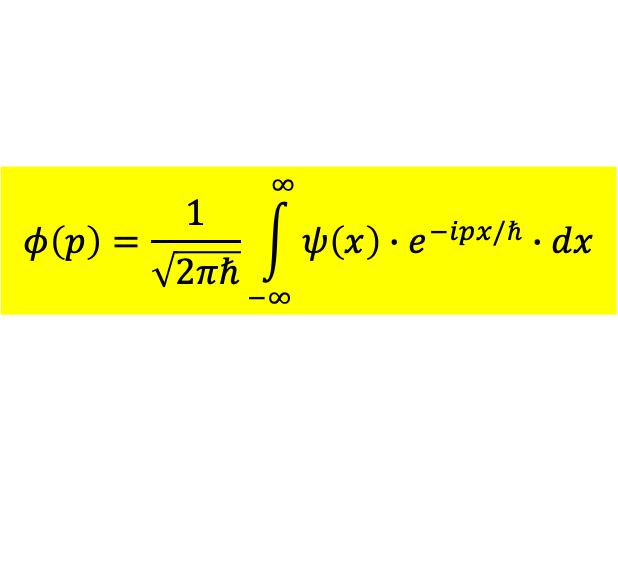 ϕ(p) = 1/√(2πℏ) ∫_{−∞}^{∞} ψ(x) · e^{−ipx/ℏ} · dx